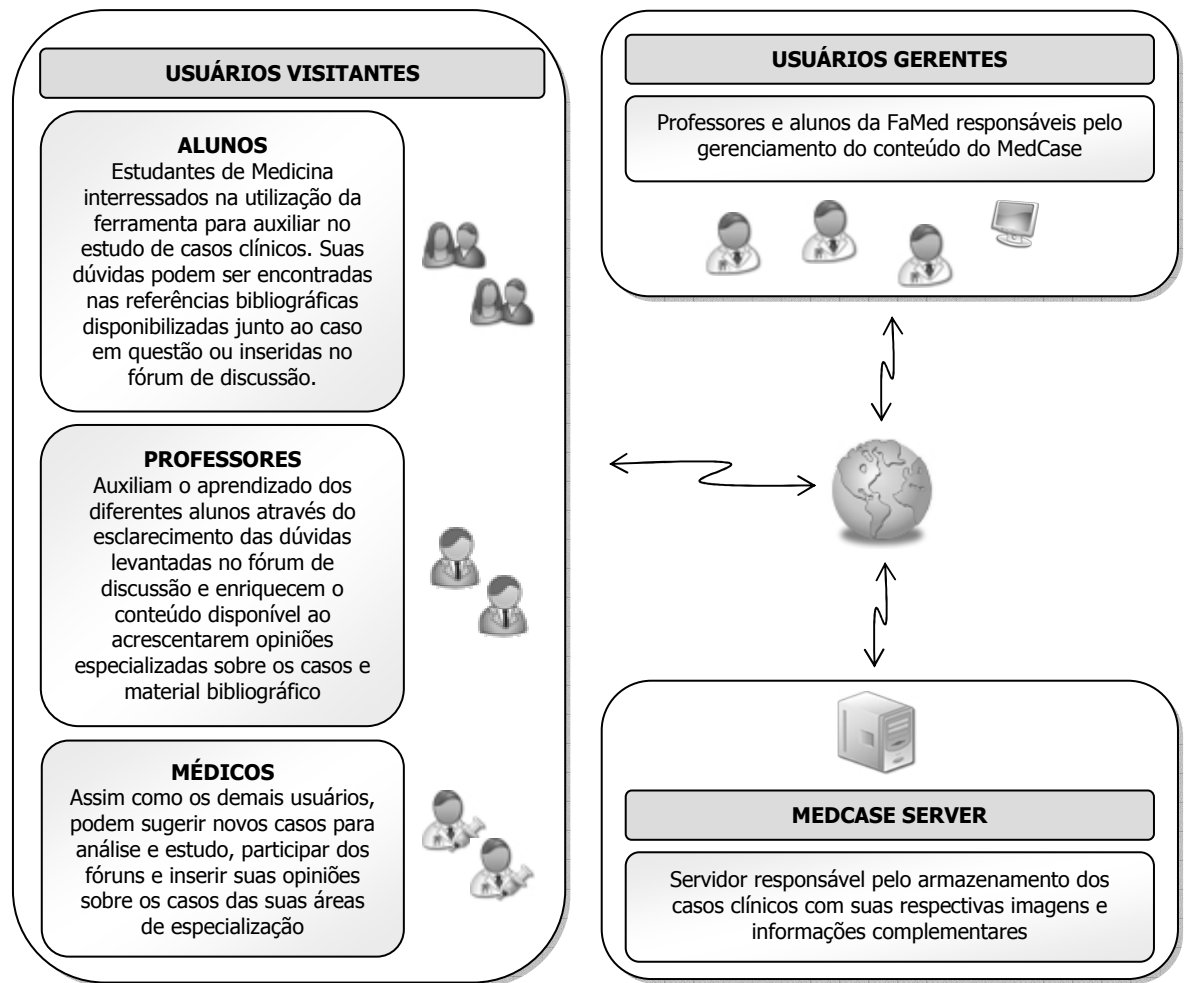 USUÁRIOS VISITANTES
ALUNOS
Estudantes de Medicina
interressados na utilização da
ferramenta para auxiliar no
estudo de casos clínicos. Suas
dúvidas podem ser encontradas
nas referências bibliográficas
disponibilizadas junto ao caso
em questão ou inseridas no
fórum de discussão.
PROFESSORES
Auxiliam o aprendizado dos
diferentes alunos através do
esclarecimento das dúvidas
levantadas no fórum de
discussão e enriquecem o
conteúdo disponível ao
acrescentarem opiniões
especializadas sobre os casos e
material bibliográfico
MÉDICOS
Assim como os demais usuários,
podem sugerir novos casos para
análise e estudo, participar dos
fóruns e inserir suas opiniões
sobre os casos das suas áreas
de especialização
USUÁRIOS GERENTES
Professores e alunos da FaMed responsáveis pelo
gerenciamento do conteúdo do MedCase
MEDCASE SERVER
Servidor responsável pelo armazenamento dos
casos clínicos com suas respectivas imagens e
informações complementares